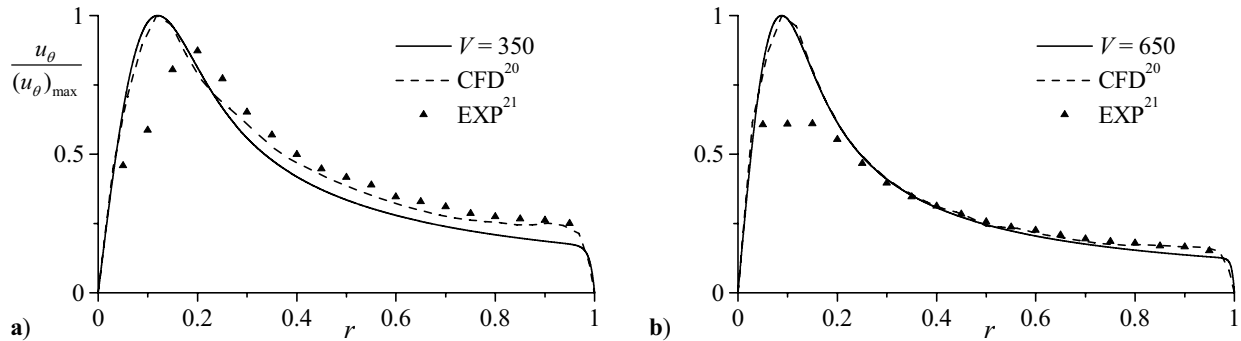 u_θ
(u_θ)_max
1
0.5
0
0
0.2
0.4
0.6
0.8
1
r
V = 350
CFD^20
EXP^21
a)
1
0.5
0
0
0.2
0.4
0.6
0.8
1
r
V = 650
CFD^20
EXP^21
b)